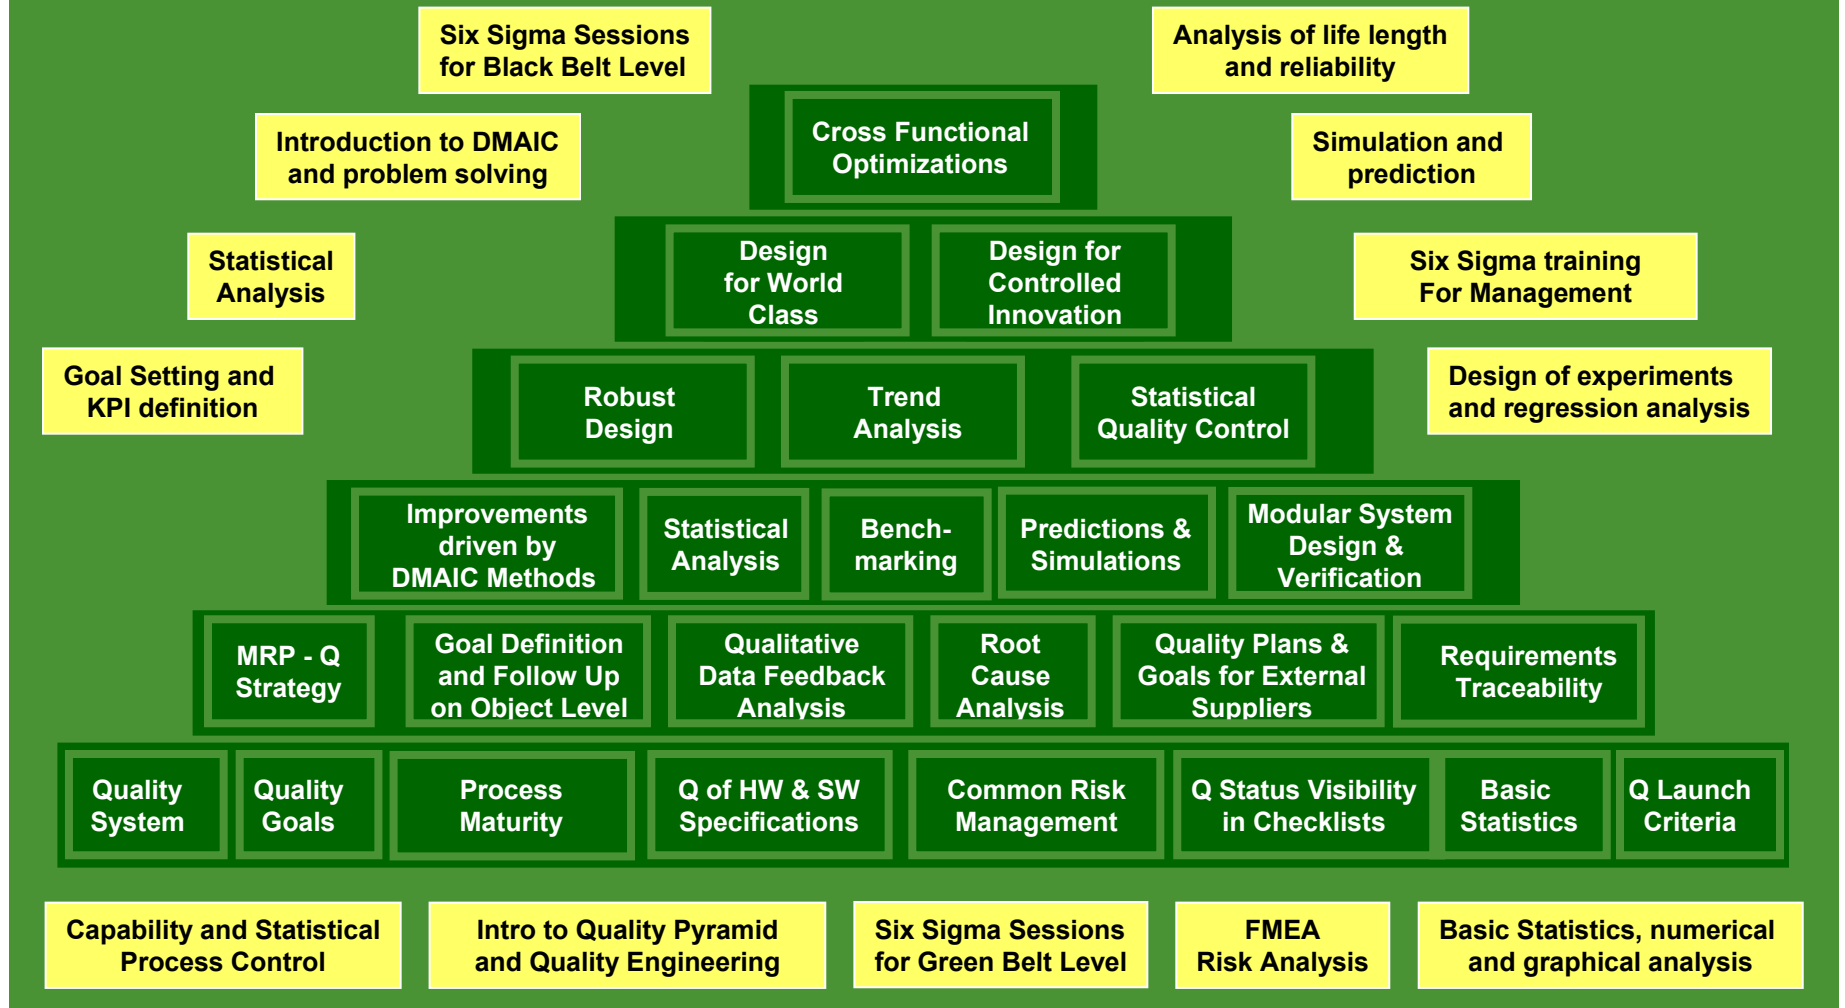 Six Sigma Sessions
for Black Belt Level
Analysis of life length
and reliability
Cross Functional
Optimizations
Introduction to DMAIC
and problem solving
Simulation and
prediction
Statistical
Analysis
Design
for World
Class
Design for
Controlled
Innovation
Six Sigma training
For Management
Goal Setting and
KPI definition
Robust
Design
Trend
Analysis
Statistical
Quality Control
Design of experiments
and regression analysis
Improvements
driven by
DMAIC Methods
Statistical
Analysis
Bench-
marking
Predictions &
Simulations
Modular System
Design &
Verification
MRP - Q
Strategy
Goal Definition
and Follow Up
on Object Level
Qualitative
Data Feedback
Analysis
Root
Cause
Analysis
Quality Plans &
Goals for External
Suppliers
Requirements
Traceability
Quality
System
Quality
Goals
Process
Maturity
Q of HW & SW
Specifications
Common Risk
Management
Q Status Visibility
in Checklists
Basic
Statistics
Q Launch
Criteria
Capability and Statistical
Process Control
Intro to Quality Pyramid
and Quality Engineering
Six Sigma Sessions
for Green Belt Level
FMEA
Risk Analysis
Basic Statistics, numerical
and graphical analysis